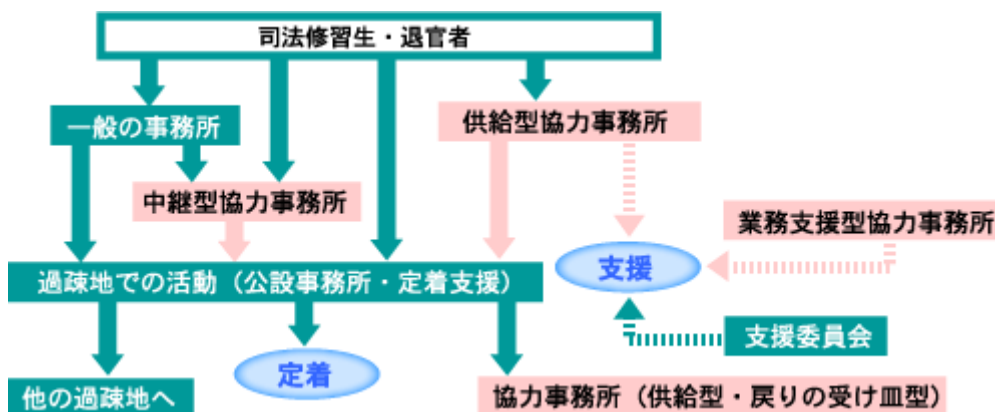 司法修習生・退官者
一般の事務所
供給型協力事務所
中継型協力事務所
業務支援型協力事務所
過疎地での活動（公設事務所・定着支援）
支援
支援委員会
定着
他の過疎地へ
協力事務所（供給型・戻りの受け皿型）